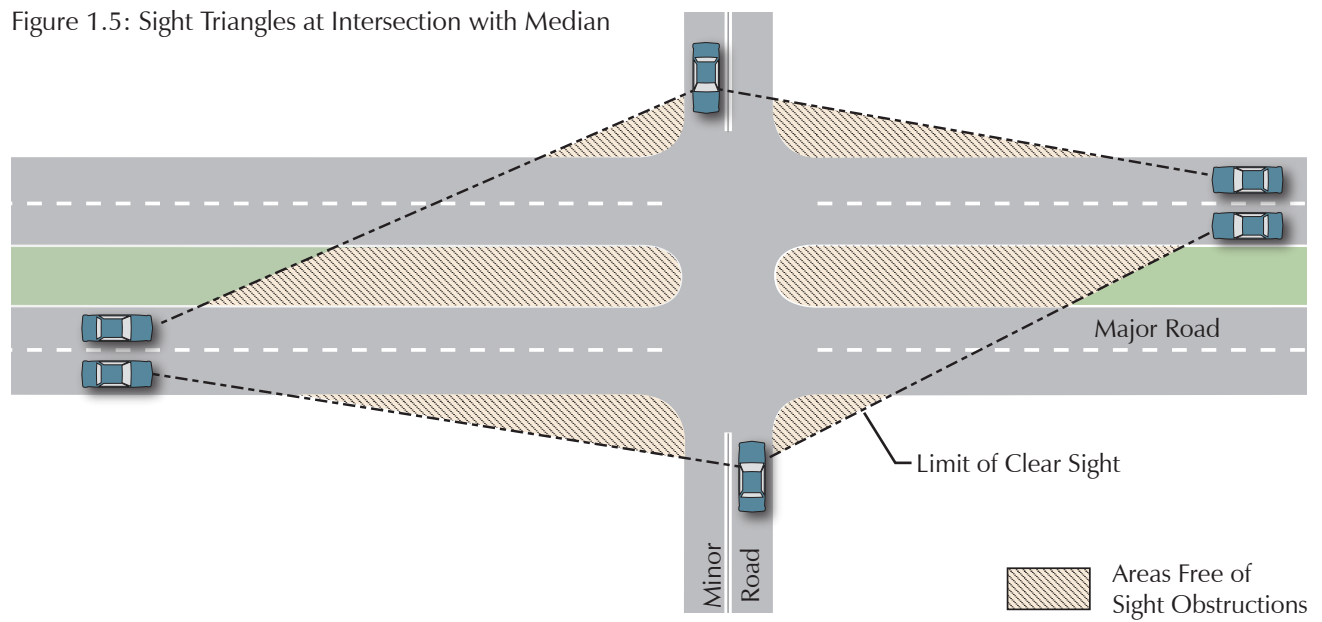 Figure 1.5: Sight Triangles at Intersection with Median
Major Road
Limit of Clear Sight
Minor
Road
Areas Free of
Sight Obstructions